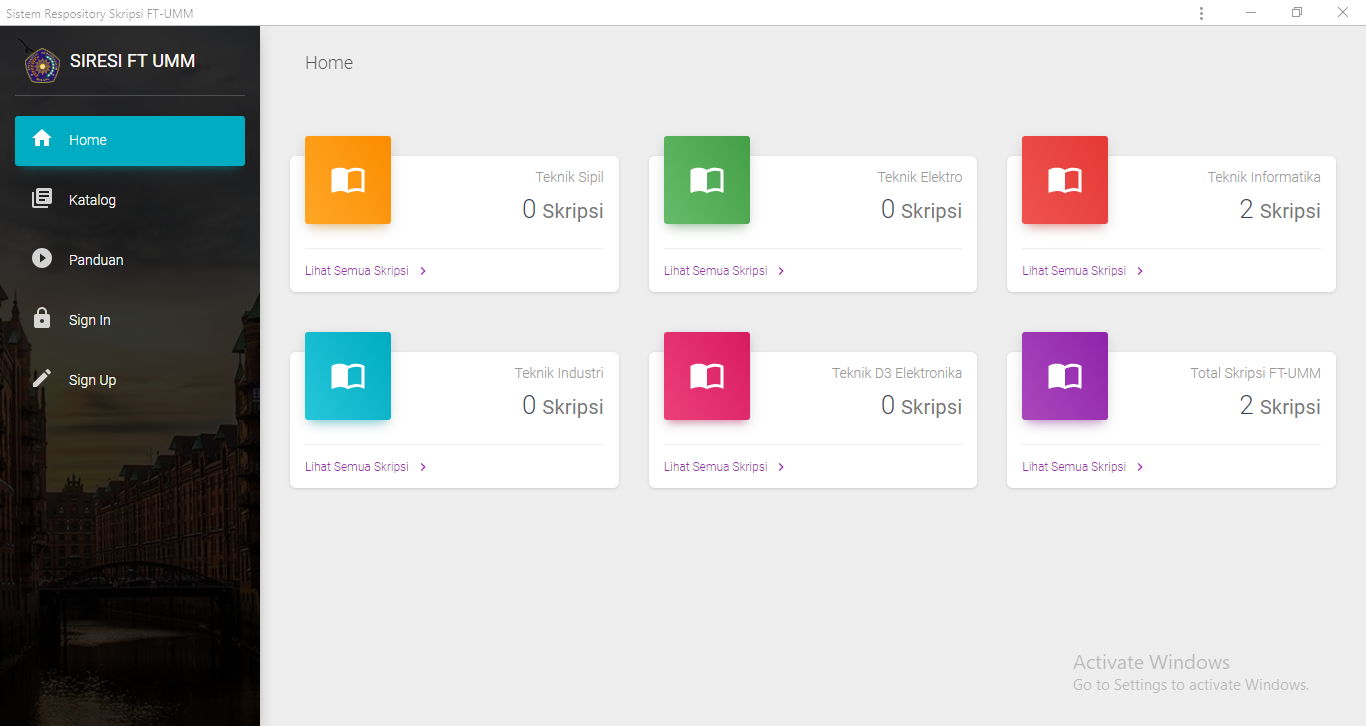 Sistem Respository Skripsi FT-UMM
SIRESI FT UMM
Home
Katalog
Panduan
Sign In
Sign Up
Home
Teknik Sipil
0 Skripsi
Lihat Semua Skripsi
Teknik Elektro
0 Skripsi
Lihat Semua Skripsi
Teknik Informatika
2 Skripsi
Lihat Semua Skripsi
Teknik Industri
0 Skripsi
Lihat Semua Skripsi
Teknik D3 Elektronika
0 Skripsi
Lihat Semua Skripsi
Total Skripsi FT-UMM
2 Skripsi
Lihat Semua Skripsi
Activate Windows
Go to Settings to activate Windows.